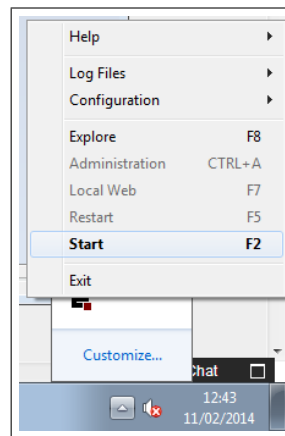 Help
Log Files
Configuration
Explore F8
Administration CTRL+A
Local Web F7
Restart F5
Start F2
Exit
Customize...
Chat
12:43
11/02/2014